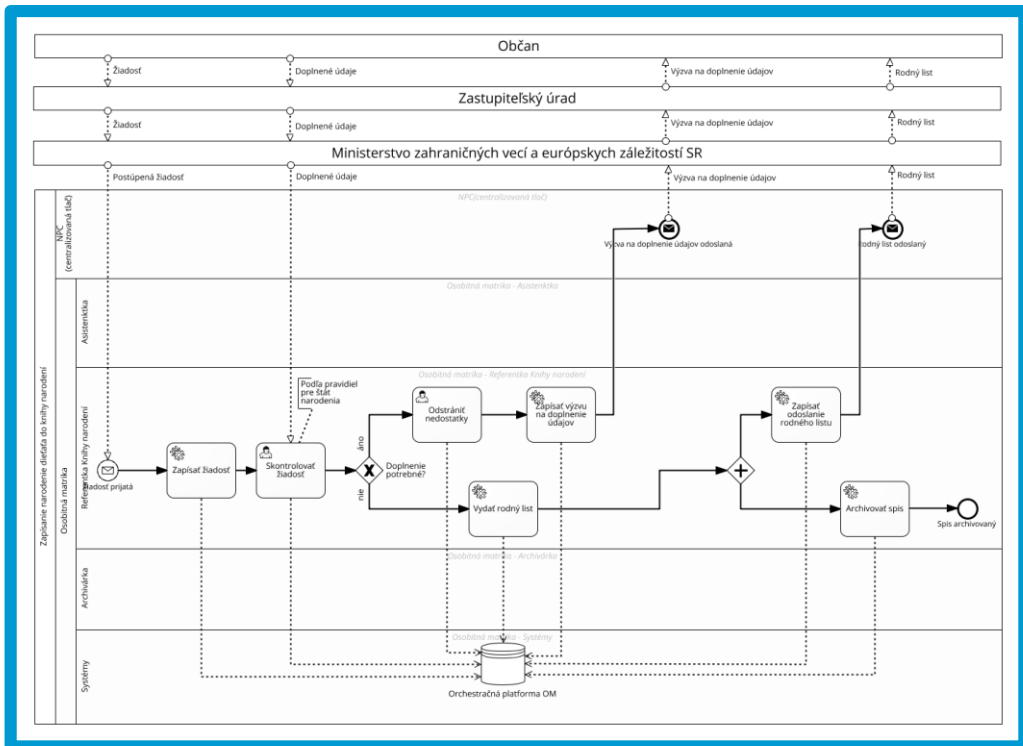 Občan
Žiadosť
Doplnené údaje
Výzva na doplnenie údajov
Rodný list
Zastupiteľský úrad
Žiadosť
Doplnené údaje
Výzva na doplnenie údajov
Rodný list
Ministerstvo zahraničných vecí a európskych záležitostí SR
Postúpená žiadosť
Doplnené údaje
Výzva na doplnenie údajov
Rodný list
Zapísanie narodenie dieťaťa do knihy narodení
NPC
(centralizovaná tlač)
NPC(centralizovaná tlač)
Výzva na doplnenie údajov odoslaná
Rodný list odoslaný
Osobitná matrika
Asistenktka
Osobitná matrika - Asistenktka
Referentka Knihy narodení
Osobitná matrika - Referentka Knihy narodení
Podľa pravidiel
pre štát
narodenia
Odstrániť
nedostatky
Zapísať výzvu
na doplnenie
údajov
Zapísať
odoslanie
rodného listu
áno
Žiadosť prijatá
Zapísať žiadosť
Skontrolovať
žiadosť
Doplnenie
potrebné?
nie
Vydať rodný list
Archivovať spis
Spis archivovaný
Archivárka
Osobitná matrika - Archivárka
Systémy
Osobitná matrika - Systémy
Orchestračná platforma OM